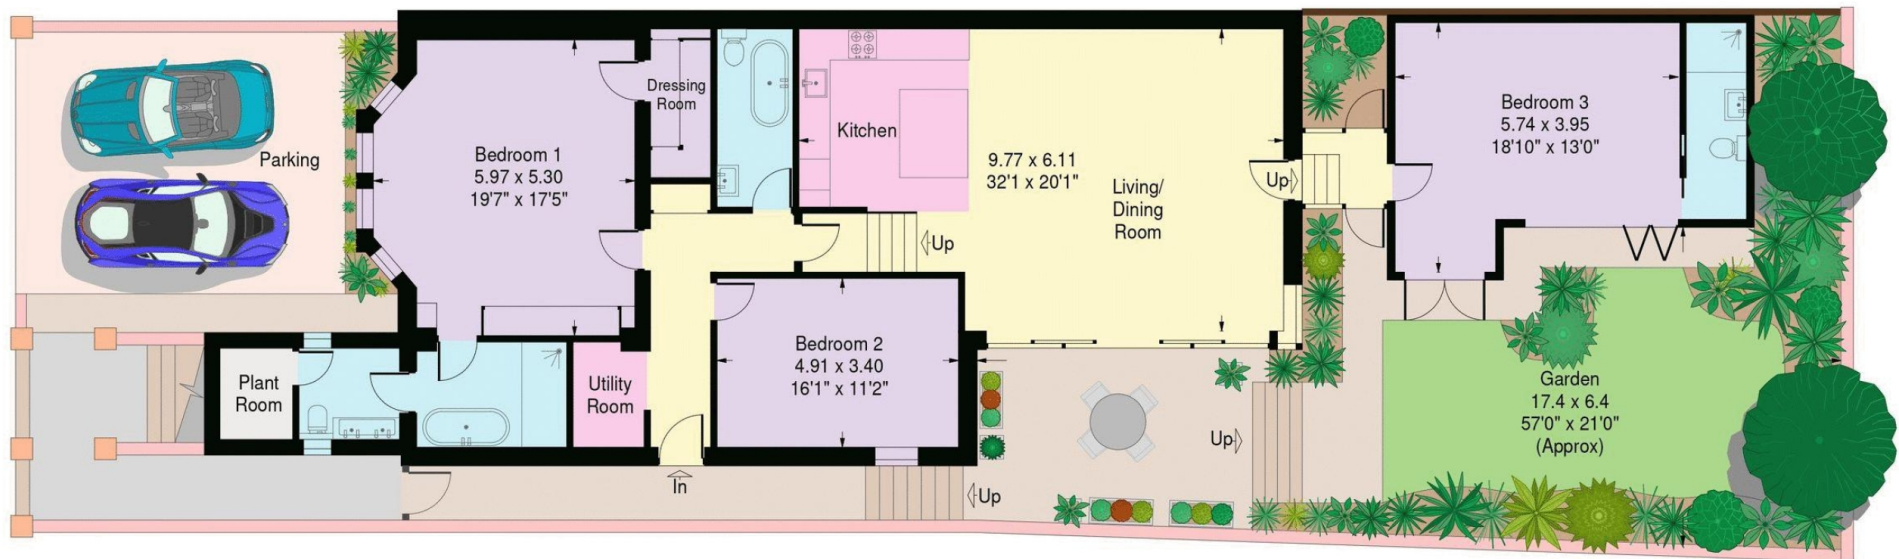 Parking
Bedroom 1
5.97 x 5.30
19'7" x 17'5"
Dressing
Room
Kitchen
9.77 x 6.11
32'1 x 20'1"
Living/
Dining
Room
Up
Up
Bedroom 3
5.74 x 3.95
18'10" x 13'0"
Plant
Room
Utility
Room
Bedroom 2
4.91 x 3.40
16'1" x 11'2"
In
Up
Up
Garden
17.4 x 6.4
57'0" x 21'0"
(Approx)